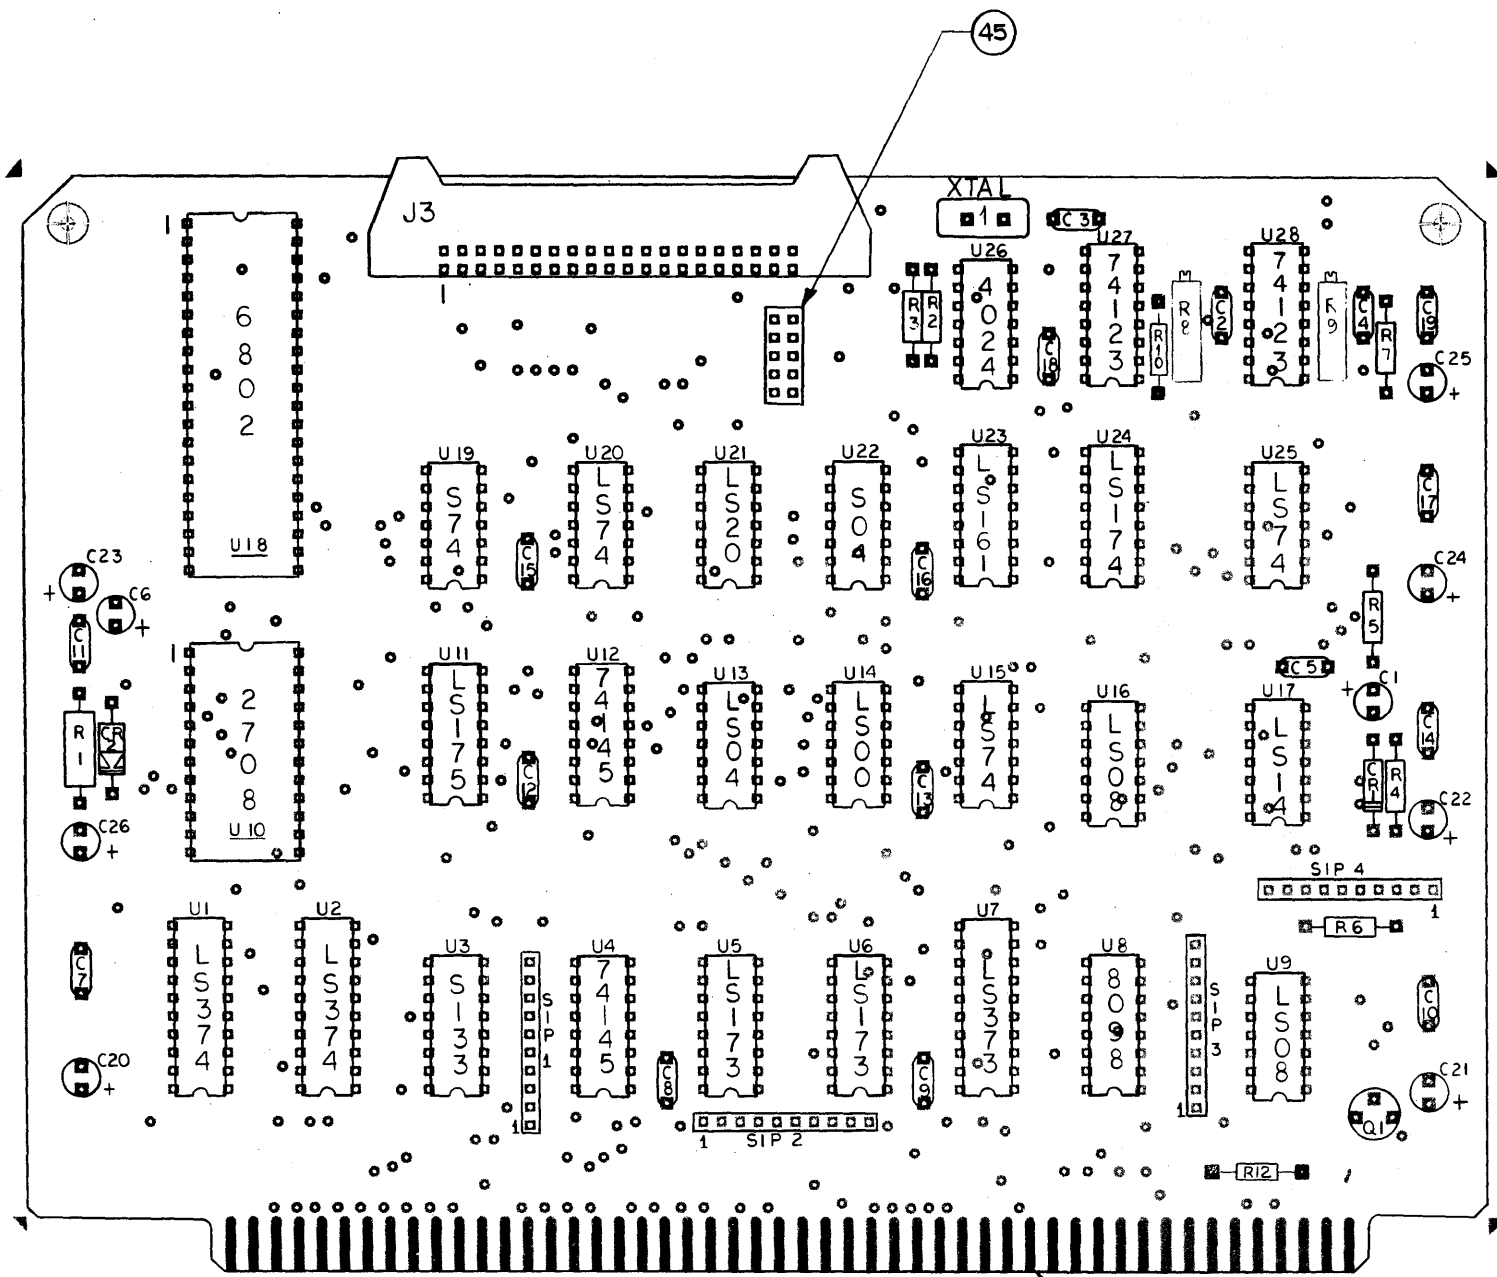 45
J3
1
XTAL
1
C3
1
6802
U18
U26
4024
U27
74123
U28
74123
R3
R2
C18
R10
R8
C2
R9
C4
R7
C19
C25
+
U19
S74
C15
U20
LS74
U21
LS20
U22
S04
C16
U23
LS161
U24
LS174
U25
LS74
C17
C24
+
C23
+
C6
+
C11
R5
C5
C1
+
1
2708
U10
U11
LS175
C12
U12
74145
U13
LS04
U14
LS00
C13
U15
LS74
U16
LS08
U17
LS14
R1
CR2
CR1
R4
C14
C22
+
C26
+
SIP 4
1
R6
C7
U1
LS374
U2
LS374
U3
S133
SIP1
1
U4
74145
C8
U5
LS173
U6
LS173
C9
U7
LS373
U8
8098
SIP3
1
U9
LS08
C10
C20
+
C21
+
1
SIP 2
Q1
R12